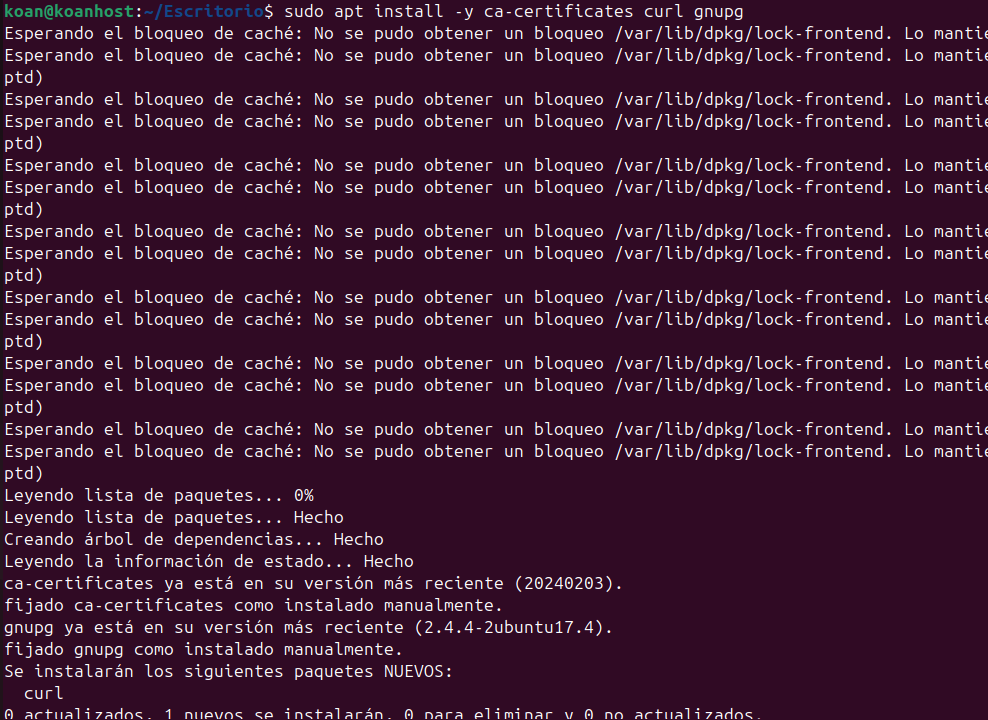 koan@koanhost:~/Escritorio$ sudo apt install -y ca-certificates curl gnupg
Esperando el bloqueo de caché: No se pudo obtener un bloqueo /var/lib/dpkg/lock-frontend. Lo mantie
Esperando el bloqueo de caché: No se pudo obtener un bloqueo /var/lib/dpkg/lock-frontend. Lo mantie
ptd)
Esperando el bloqueo de caché: No se pudo obtener un bloqueo /var/lib/dpkg/lock-frontend. Lo mantie
Esperando el bloqueo de caché: No se pudo obtener un bloqueo /var/lib/dpkg/lock-frontend. Lo mantie
ptd)
Esperando el bloqueo de caché: No se pudo obtener un bloqueo /var/lib/dpkg/lock-frontend. Lo mantie
Esperando el bloqueo de caché: No se pudo obtener un bloqueo /var/lib/dpkg/lock-frontend. Lo mantie
ptd)
Esperando el bloqueo de caché: No se pudo obtener un bloqueo /var/lib/dpkg/lock-frontend. Lo mantie
Esperando el bloqueo de caché: No se pudo obtener un bloqueo /var/lib/dpkg/lock-frontend. Lo mantie
ptd)
Esperando el bloqueo de caché: No se pudo obtener un bloqueo /var/lib/dpkg/lock-frontend. Lo mantie
Esperando el bloqueo de caché: No se pudo obtener un bloqueo /var/lib/dpkg/lock-frontend. Lo mantie
ptd)
Esperando el bloqueo de caché: No se pudo obtener un bloqueo /var/lib/dpkg/lock-frontend. Lo mantie
Esperando el bloqueo de caché: No se pudo obtener un bloqueo /var/lib/dpkg/lock-frontend. Lo mantie
ptd)
Esperando el bloqueo de caché: No se pudo obtener un bloqueo /var/lib/dpkg/lock-frontend. Lo mantie
Esperando el bloqueo de caché: No se pudo obtener un bloqueo /var/lib/dpkg/lock-frontend. Lo mantie
ptd)
Leyendo lista de paquetes... 0%
Leyendo lista de paquetes... Hecho
Creando árbol de dependencias... Hecho
Leyendo la información de estado... Hecho
ca-certificates ya está en su versión más reciente (20240203).
fijado ca-certificates como instalado manualmente.
gnupg ya está en su versión más reciente (2.4.4-2ubuntu17.4).
fijado gnupg como instalado manualmente.
Se instalarán los siguientes paquetes NUEVOS:
  curl
0 actualizados, 1 nuevos se instalarán, 0 para eliminar y 0 no actualizados.